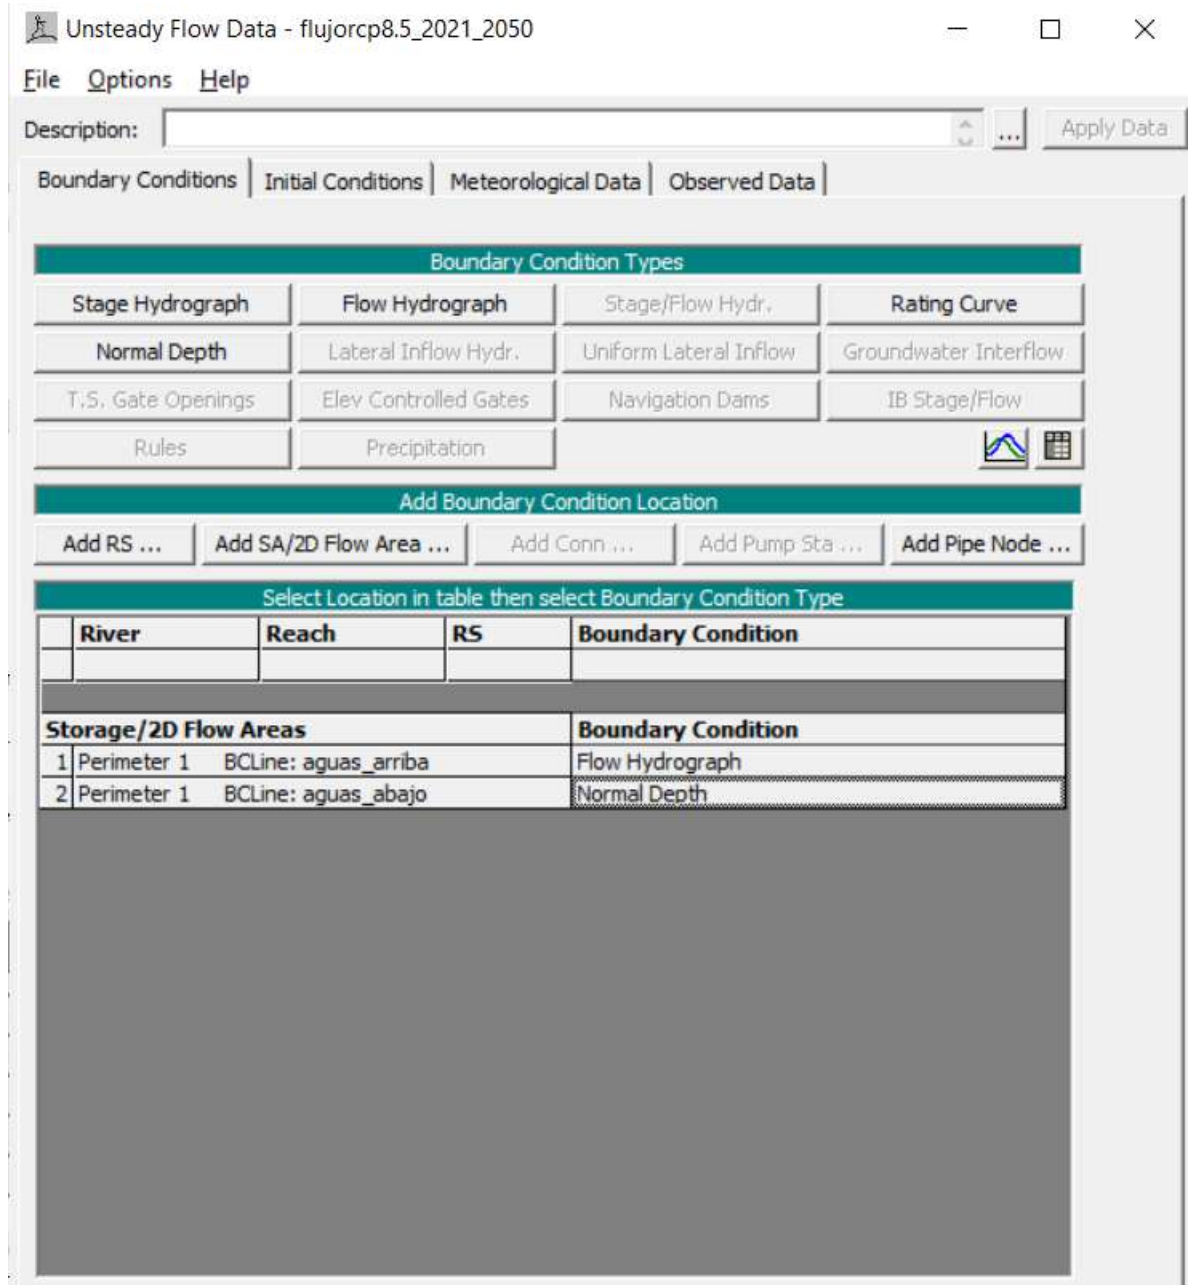 Unsteady Flow Data - flujorcp8.5_2021_2050
File Options Help
Description: ... Apply Data
Boundary Conditions Initial Conditions Meteorological Data Observed Data
Boundary Condition Types
Stage Hydrograph Flow Hydrograph Stage/Flow Hydr. Rating Curve
Normal Depth Lateral Inflow Hydr. Uniform Lateral Inflow Groundwater Interflow
T.S. Gate Openings Elev Controlled Gates Navigation Dams IB Stage/Flow
Rules Precipitation
Add Boundary Condition Location
Add RS ... Add SA/2D Flow Area ... Add Conn ... Add Pump Sta ... Add Pipe Node ...
Select Location in table then select Boundary Condition Type
River Reach RS Boundary Condition
Storage/2D Flow Areas Boundary Condition
1 Perimeter 1 BCLine: aguas_arriba Flow Hydrograph
2 Perimeter 1 BCLine: aguas_abajo Normal Depth